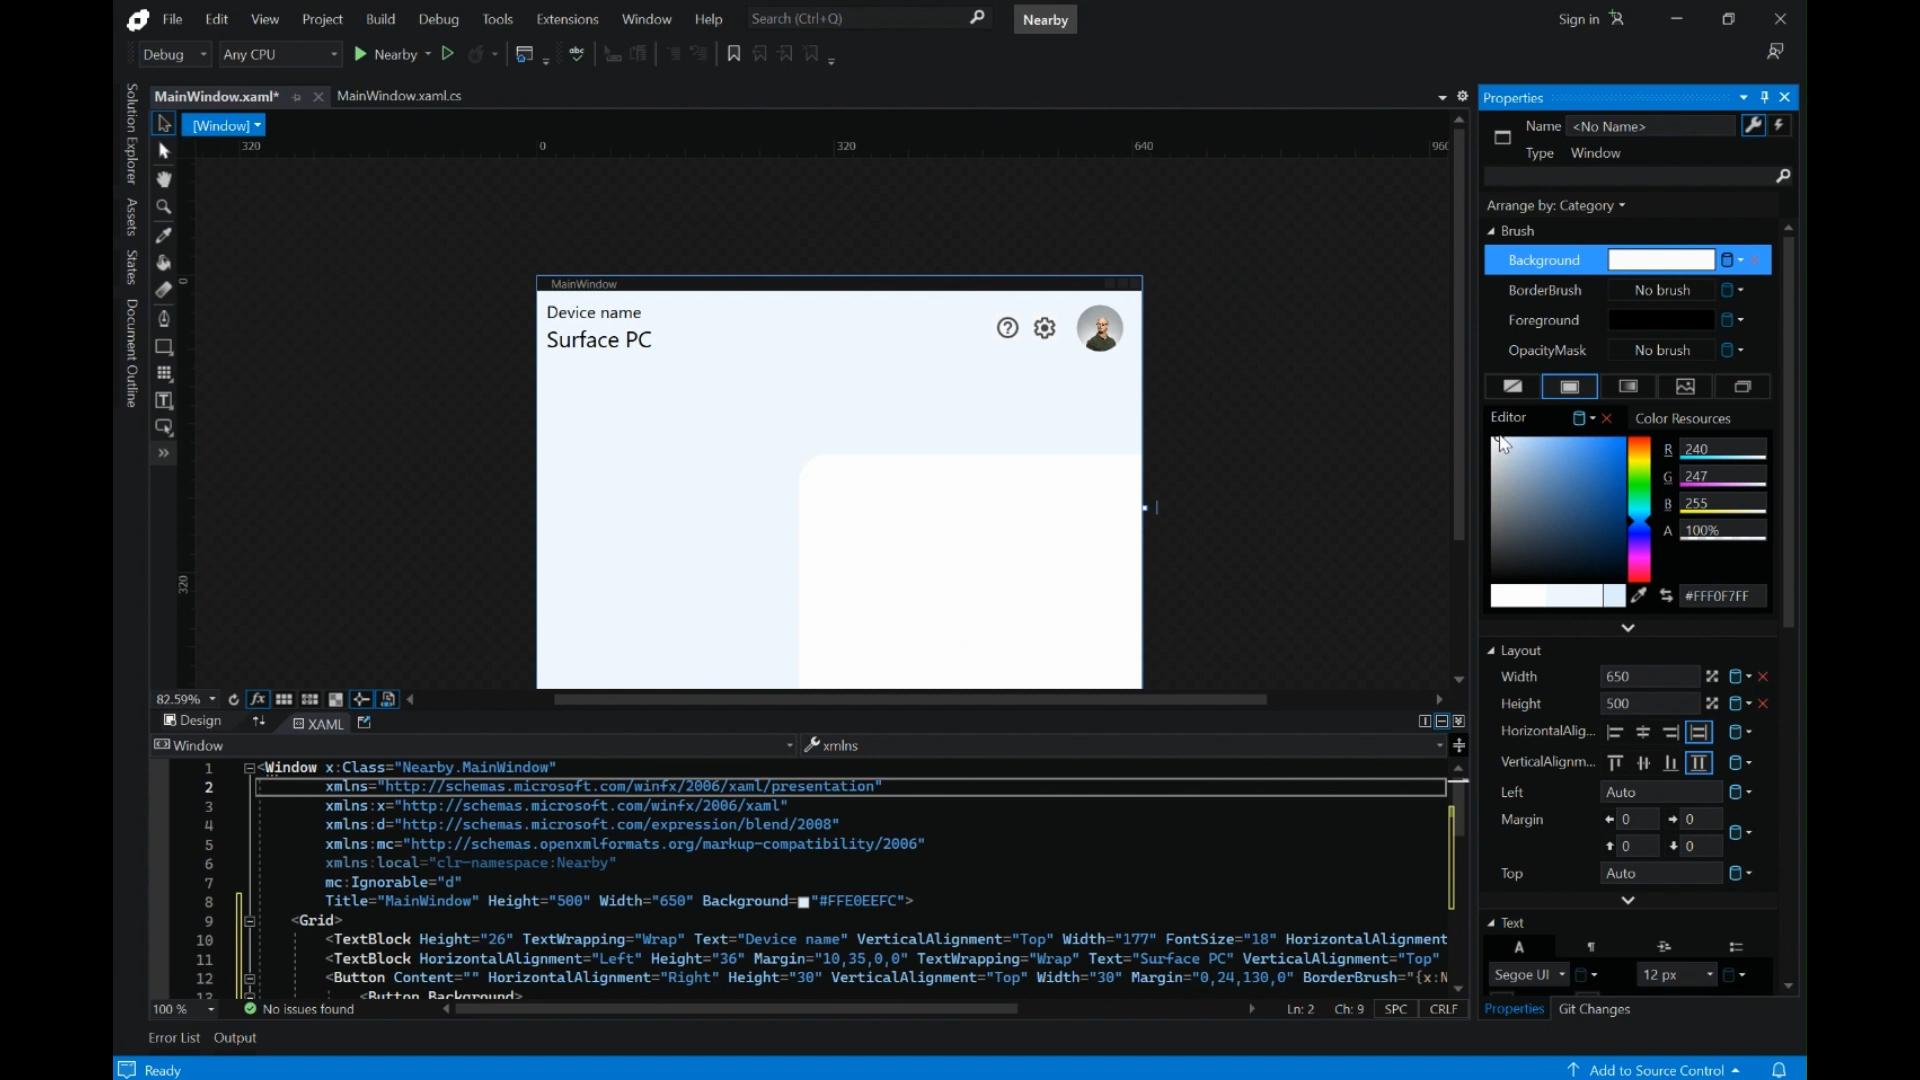 File Edit View Project Build Debug Tools Extensions Window Help Search (Ctrl+Q) Nearby Sign in
Debug Any CPU Nearby abc
MainWindow.xaml* MainWindow.xaml.cs
Solution Explorer
Assets
States
Document Outline
[Window]
320 0 320 640 960
0
320
MainWindow
Device name
Surface PC
82.59% fx
Design XAML
Window xmlns
1 <Window x:Class="Nearby.MainWindow"
2 xmlns="http://schemas.microsoft.com/winfx/2006/xaml/presentation"
3 xmlns:x="http://schemas.microsoft.com/winfx/2006/xaml"
4 xmlns:d="http://schemas.microsoft.com/expression/blend/2008"
5 xmlns:mc="http://schemas.openxmlformats.org/markup-compatibility/2006"
6 xmlns:local="clr-namespace:Nearby"
7 mc:Ignorable="d"
8 Title="MainWindow" Height="500" Width="650" Background="#FFE0EEFC">
9 <Grid>
10 <TextBlock Height="26" TextWrapping="Wrap" Text="Device name" VerticalAlignment="Top" Width="177" FontSize="18" HorizontalAlignment
11 <TextBlock HorizontalAlignment="Left" Height="36" Margin="10,35,0,0" TextWrapping="Wrap" Text="Surface PC" VerticalAlignment="Top"
12 <Button Content="" HorizontalAlignment="Right" Height="30" VerticalAlignment="Top" Width="30" Margin="0,24,130,0" BorderBrush="{x:N
13 <Button.Background>
100 % No issues found Ln: 2 Ch: 9 SPC CRLF
Error List Output
Ready Add to Source Control
Properties
Name <No Name>
Type Window
Arrange by: Category
Brush
Background
BorderBrush No brush
Foreground
OpacityMask No brush
Editor Color Resources
R 240
G 247
B 255
A 100%
#FFF0F7FF
Layout
Width 650
Height 500
HorizontalAlig...
VerticalAlignm...
Left Auto
Margin 0 0
0 0
Top Auto
Text
A ¶
Segoe UI 12 px
Properties Git Changes